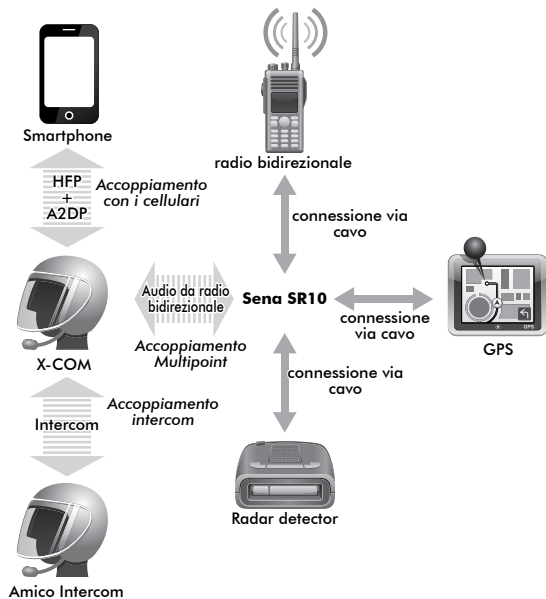 Smartphone
radio bidirezionale
HFP
+
A2DP
Accoppiamento
con i cellulari
connessione via
cavo
Audio da radio
bidirezionale
Sena SR10
connessione
via cavo
GPS
GPS
X-COM
Accoppiamento
Multipoint
connessione via
cavo
Intercom
Accoppiamento
intercom
Radar detector
Amico Intercom